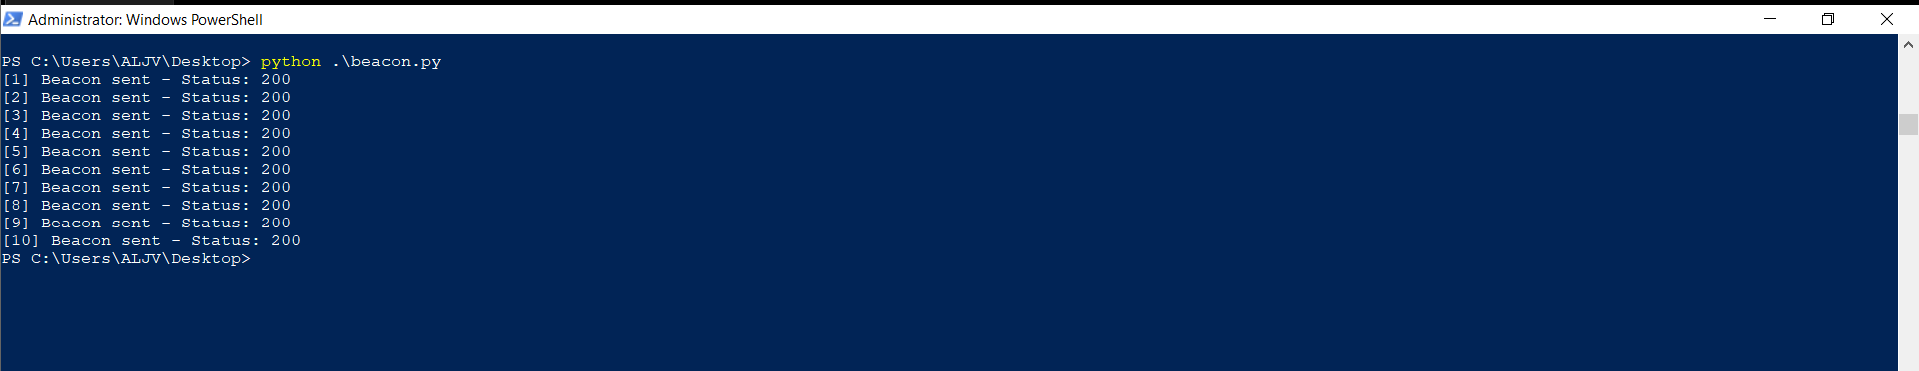 Administrator: Windows PowerShell
PS C:\Users\ALJV\Desktop> python .\beacon.py
[1] Beacon sent - Status: 200
[2] Beacon sent - Status: 200
[3] Beacon sent - Status: 200
[4] Beacon sent - Status: 200
[5] Beacon sent - Status: 200
[6] Beacon sent - Status: 200
[7] Beacon sent - Status: 200
[8] Beacon sent - Status: 200
[9] Beacon sent - Status: 200
[10] Beacon sent - Status: 200
PS C:\Users\ALJV\Desktop>